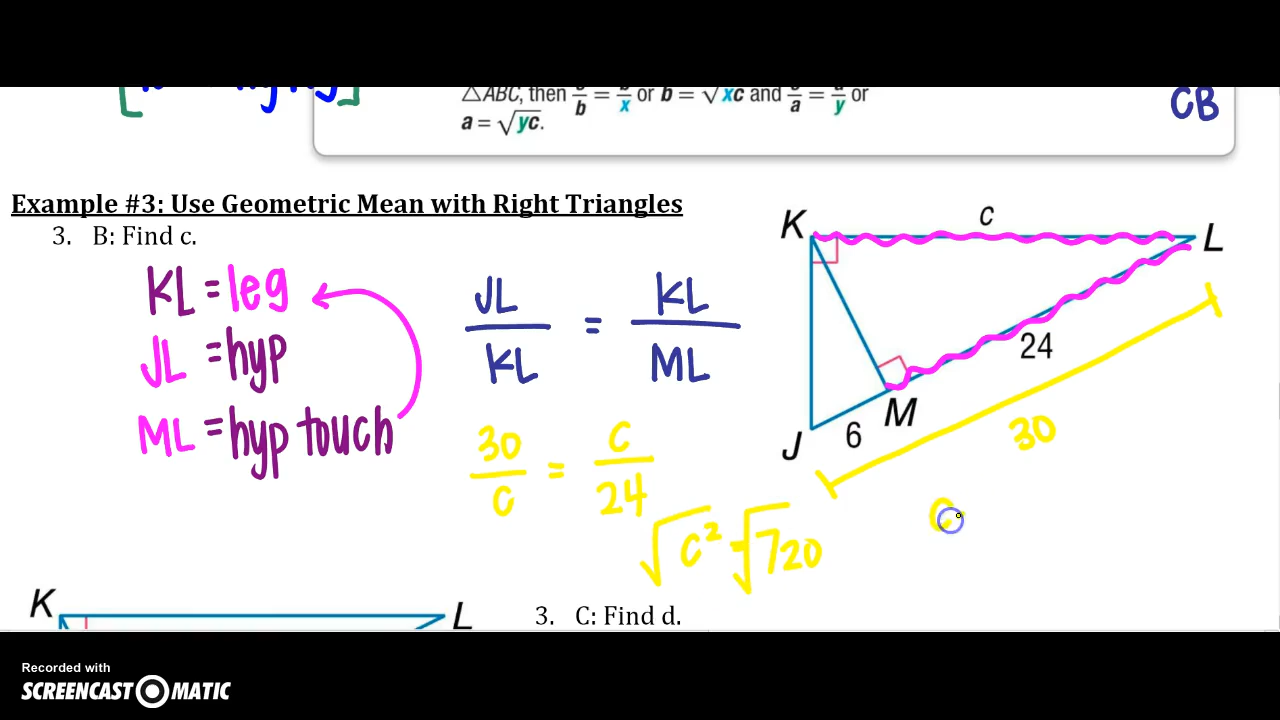 △ABC, then b = x or b = √xc and a = y or
a = √yc.
CB
Example #3: Use Geometric Mean with Right Triangles
3. B: Find c.
KL = leg
JL = hyp
ML = hyp touch
JL/KL = KL/ML
30/c = c/24
√c² = √720
c
K
c
L
24
M
J
6
30
K
L
3. C: Find d.
Recorded with
SCREENCAST-O-MATIC